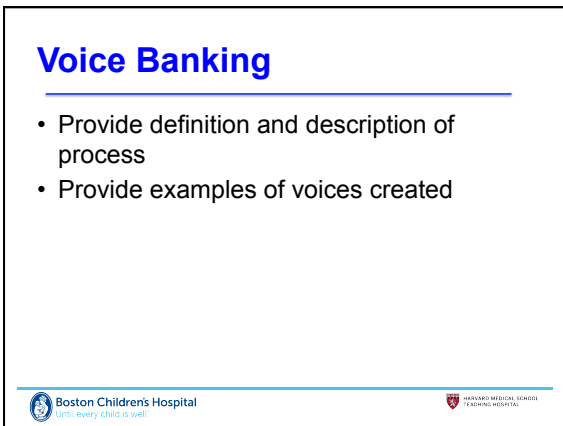 Voice Banking
• Provide definition and description of
process
• Provide examples of voices created
Boston Children's Hospital
Until every child is well
HARVARD MEDICAL SCHOOL
TEACHING HOSPITAL